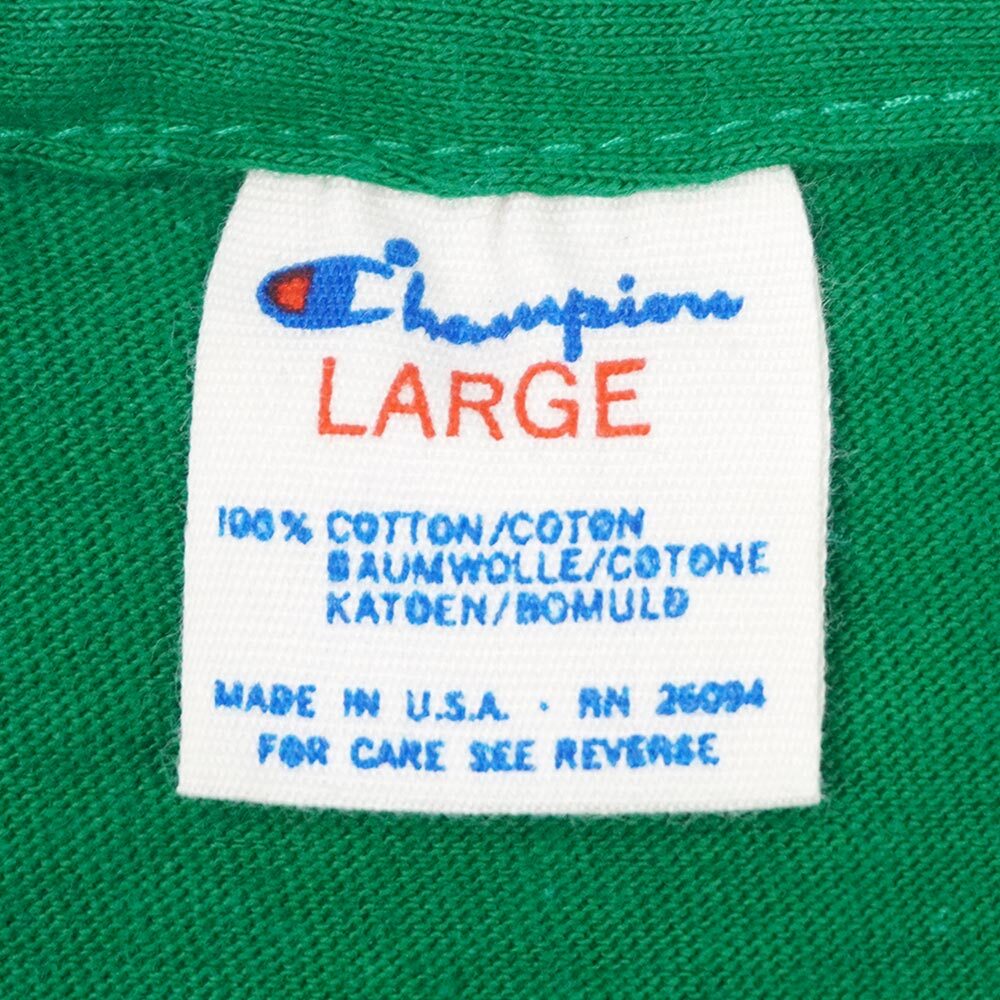 Champion
LARGE
100% COTTON/COTON
BAUMWOLLE/COTONE
KATOEN/BOMULD
MADE IN U.S.A. · RN 26094
FOR CARE SEE REVERSE